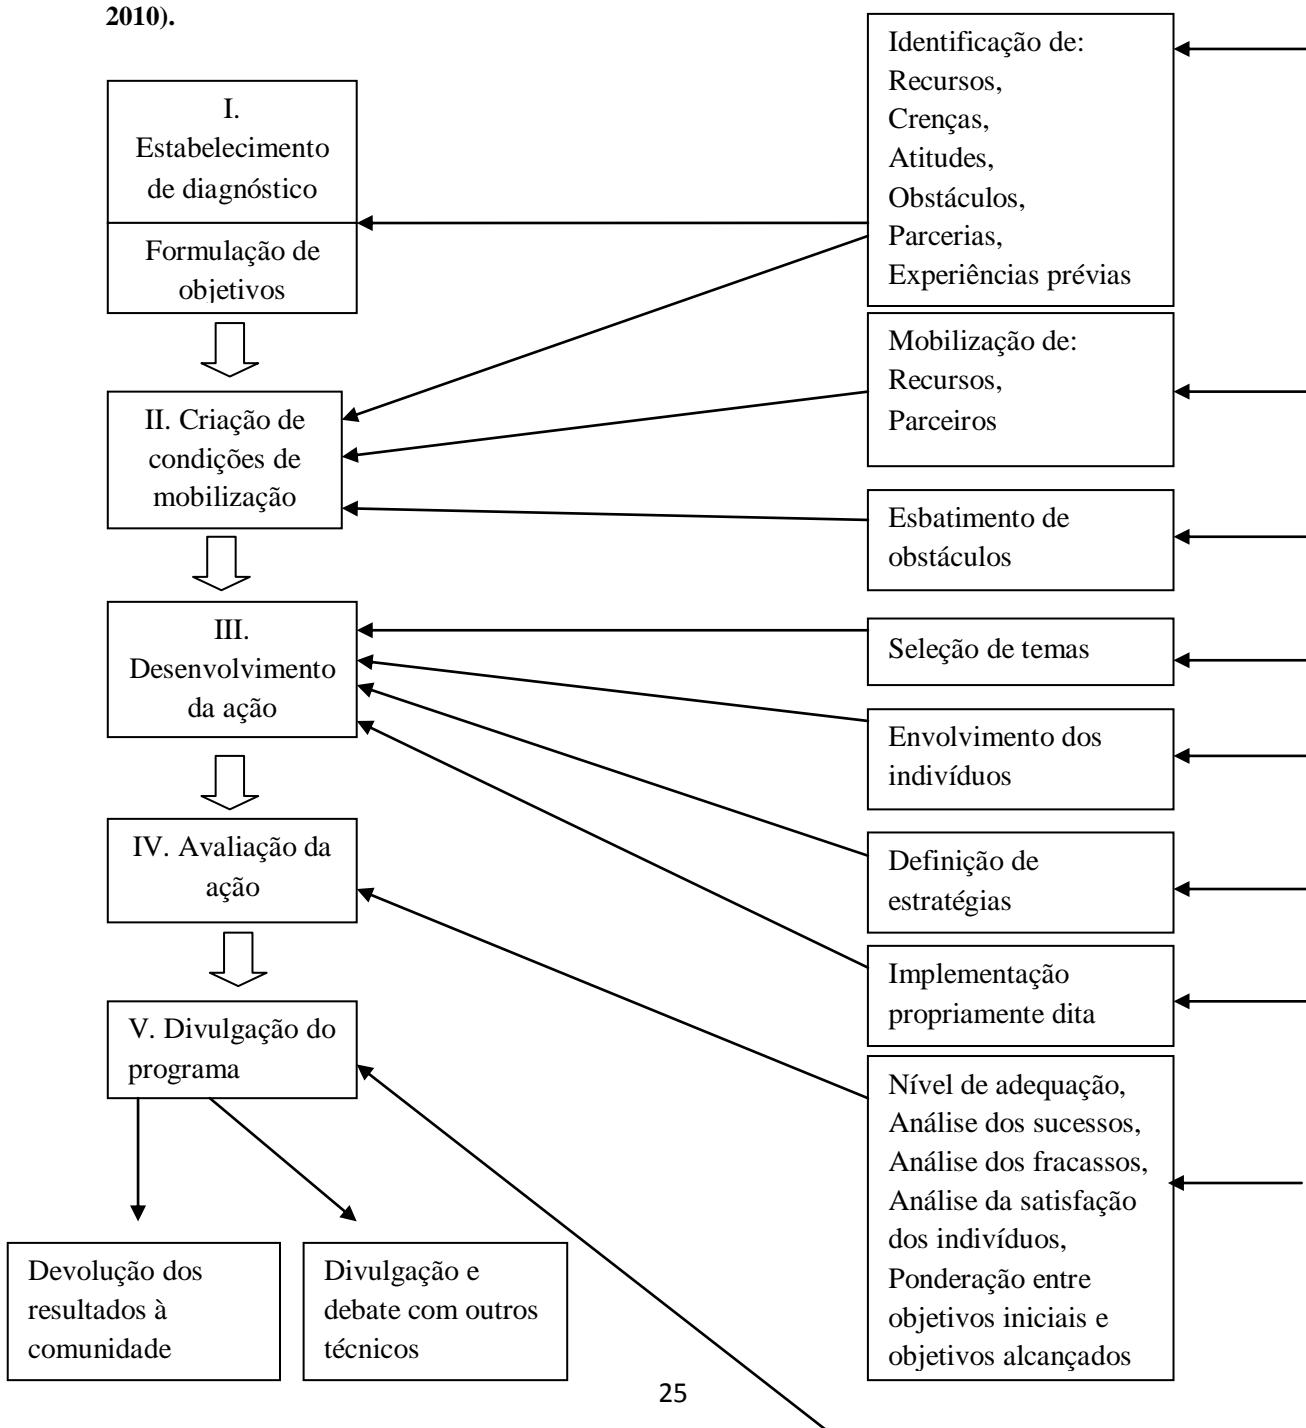 2010).
I.
Estabelecimento
de diagnóstico
Formulação de
objetivos
II. Criação de
condições de
mobilização
III.
Desenvolvimento
da ação
IV. Avaliação da
ação
V. Divulgação do
programa
Devolução dos
resultados à
comunidade
Divulgação e
debate com outros
técnicos
Identificação de:
Recursos,
Crenças,
Atitudes,
Obstáculos,
Parcerias,
Experiências prévias
Mobilização de:
Recursos,
Parceiros
Esbatimento de
obstáculos
Seleção de temas
Envolvimento dos
indivíduos
Definição de
estratégias
Implementação
propriamente dita
Nível de adequação,
Análise dos sucessos,
Análise dos fracassos,
Análise da satisfação
dos indivíduos,
Ponderação entre
objetivos iniciais e
objetivos alcançados
25